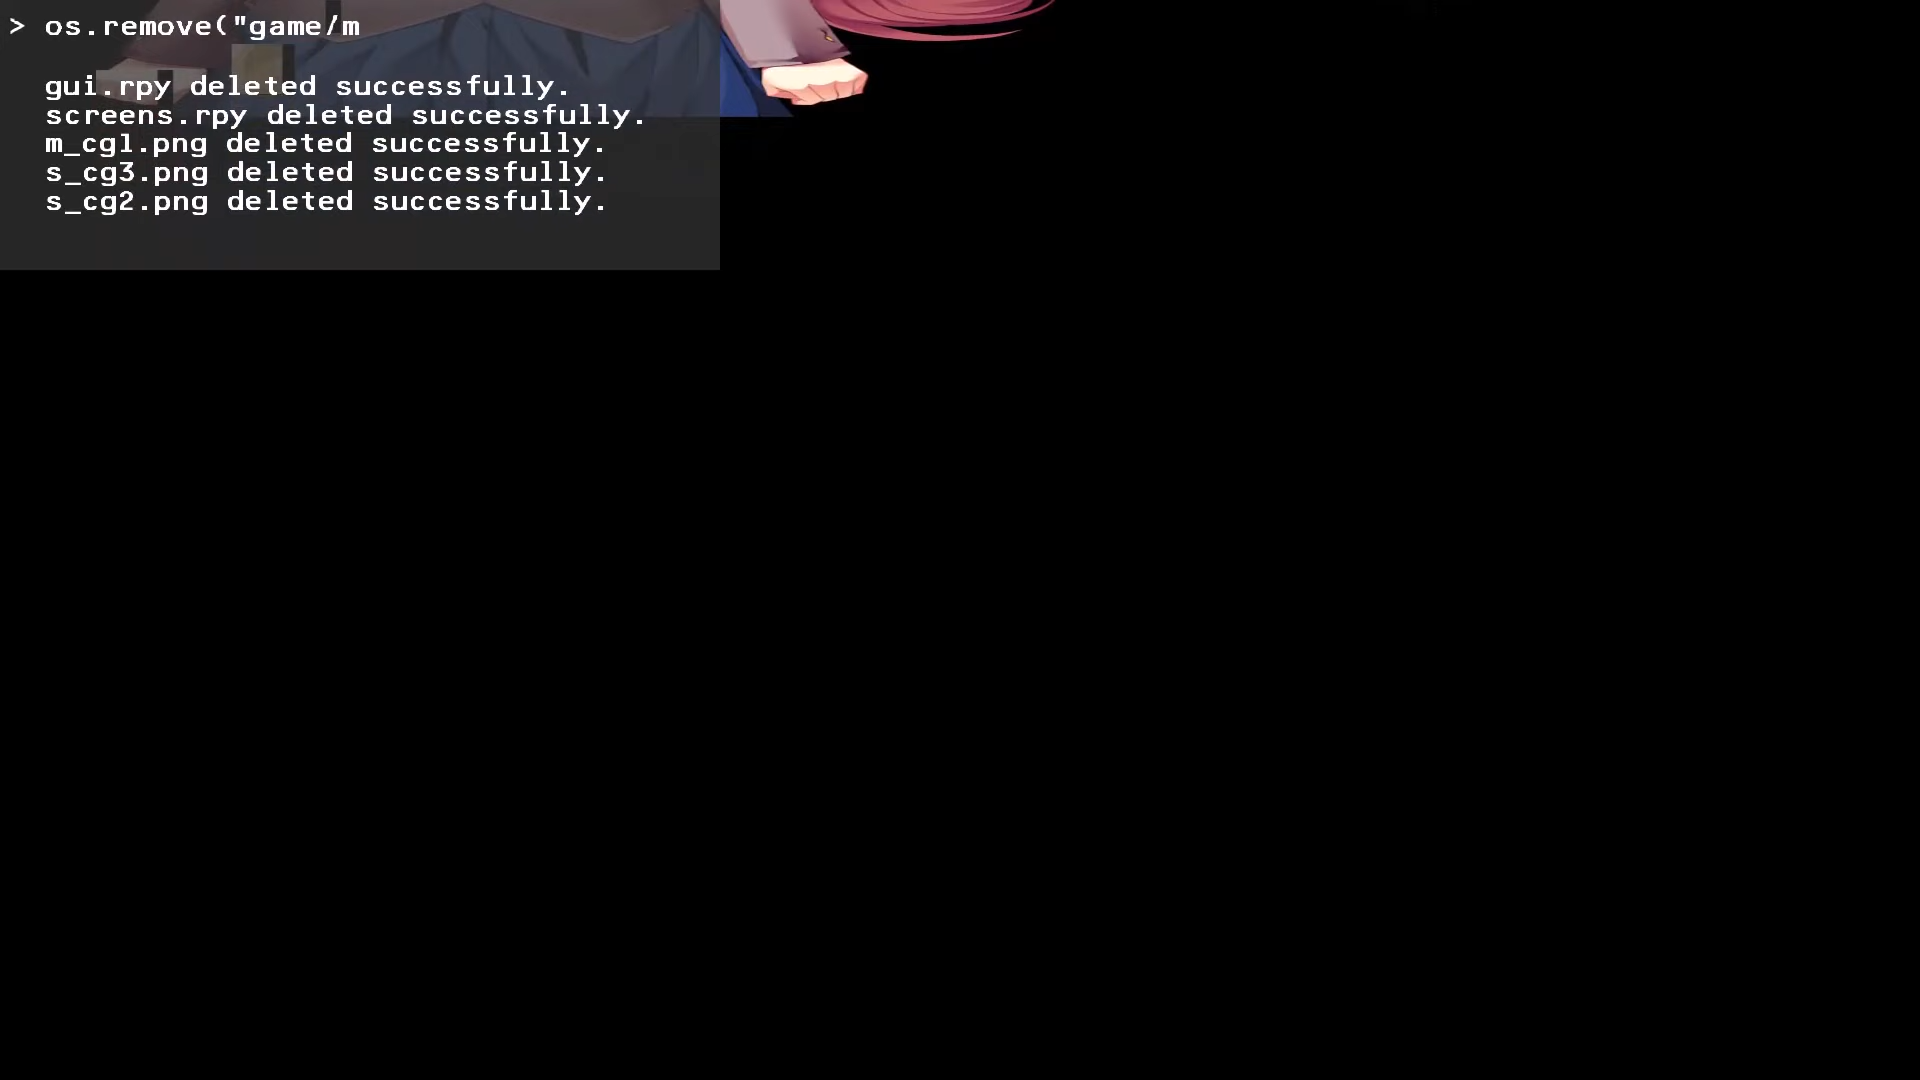 > os.remove("game/m
gui.rpy deleted successfully.
screens.rpy deleted successfully.
m_cg1.png deleted successfully.
s_cg3.png deleted successfully.
s_cg2.png deleted successfully.